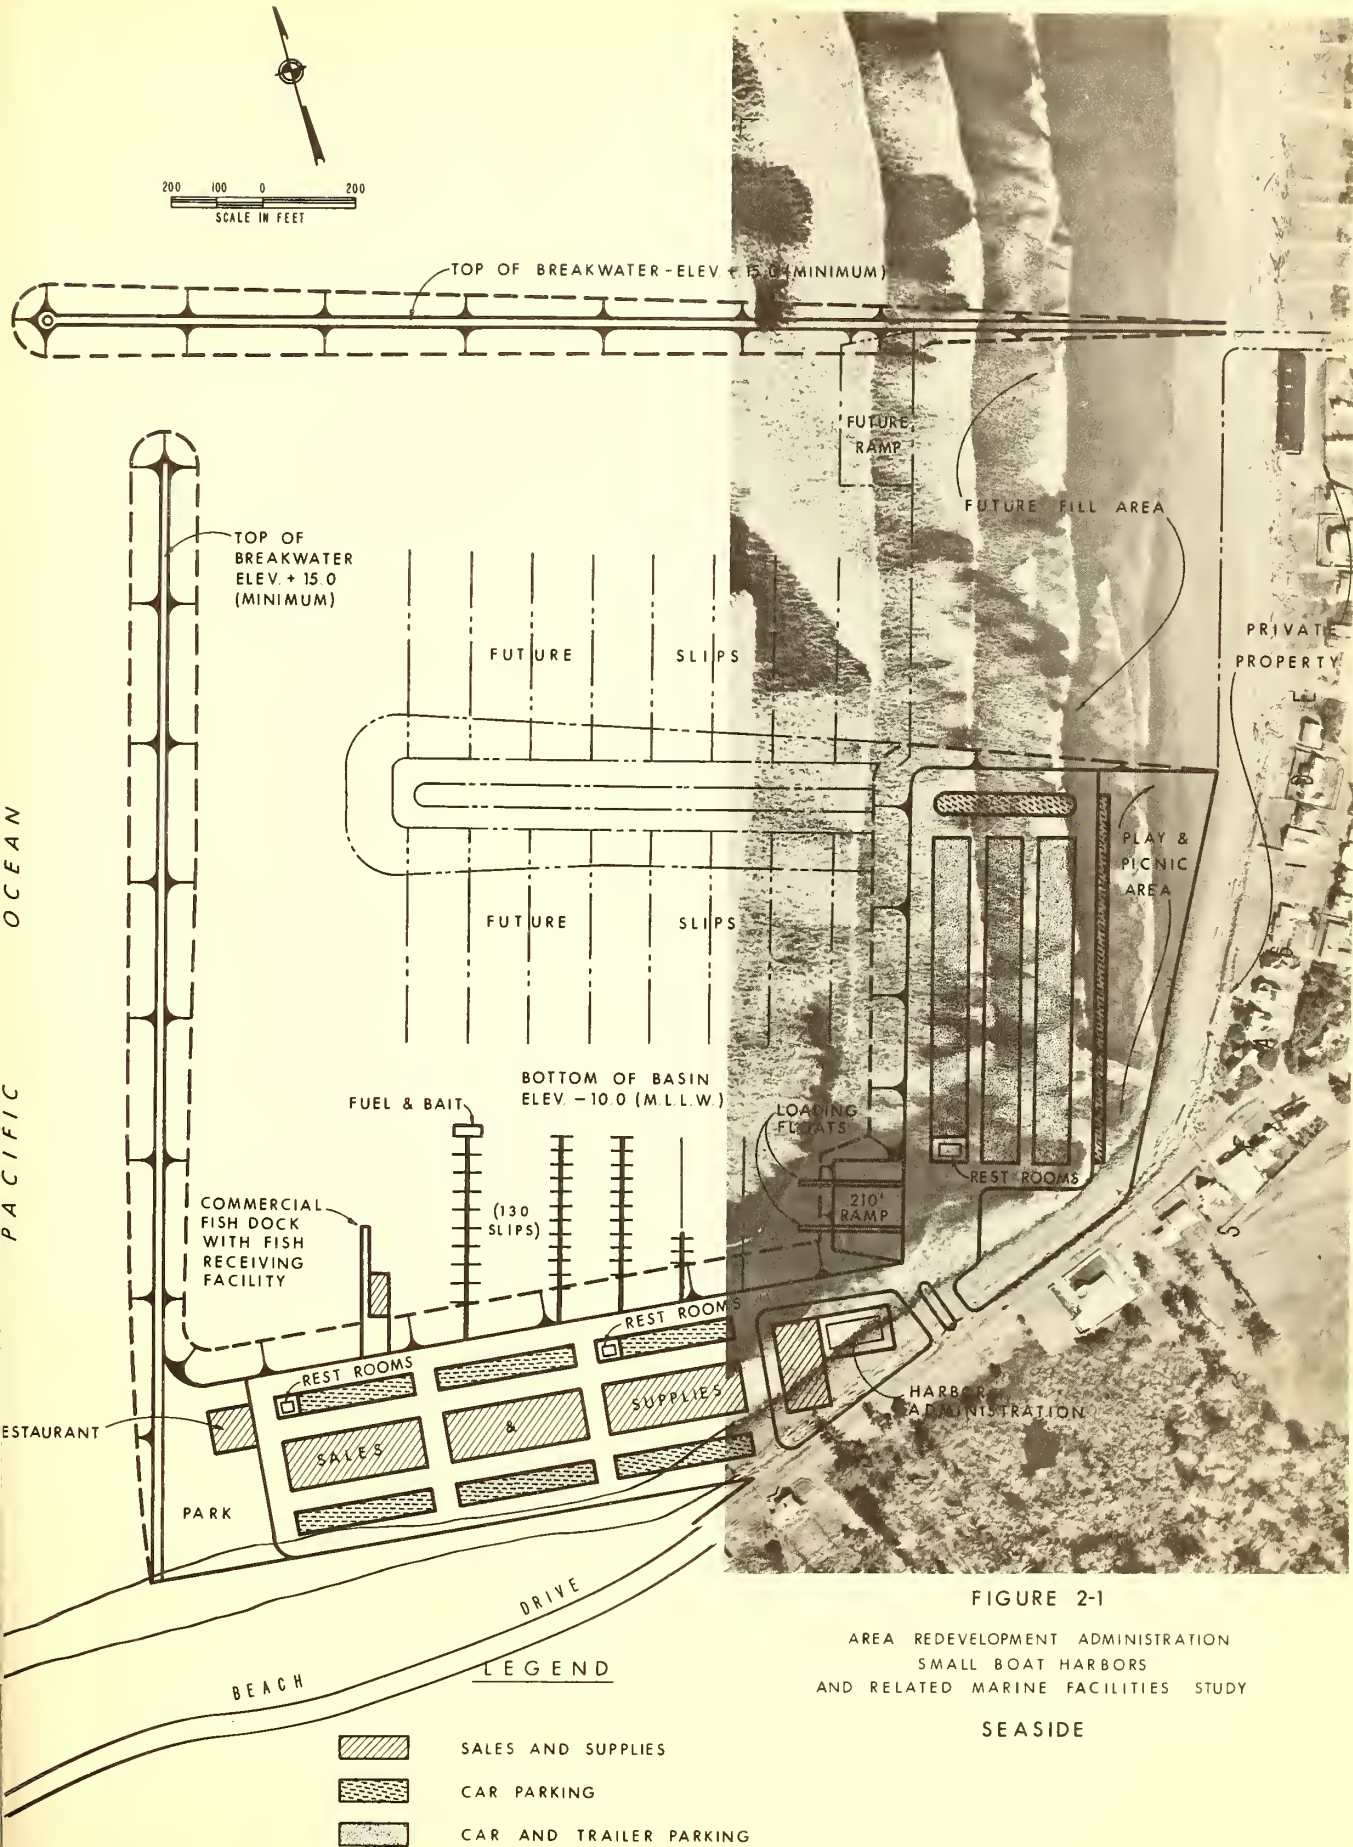 200 100 0 200
SCALE IN FEET
TOP OF BREAKWATER - ELEV. + 15.0 (MINIMUM)
FUTURE
RAMP
FUTURE FILL AREA
TOP OF
BREAKWATER
ELEV. + 15.0
(MINIMUM)
FUTURE SLIPS
PRIVATE
PROPERTY
PACIFIC OCEAN
PLAY &
PICNIC
AREA
FUTURE SLIPS
BOTTOM OF BASIN
ELEV. - 10.0 (M.L.L.W.)
FUEL & BAIT
LOADING
FLOATS
(130
SLIPS)
COMMERCIAL
FISH DOCK
WITH FISH
RECEIVING
FACILITY
REST ROOMS
210'
RAMP
REST ROOMS
REST ROOMS
HARBOR
ADMINISTRATION
ESTAURANT
SALES & SUPPLIES
PARK
BEACH DRIVE
FIGURE 2-1
AREA REDEVELOPMENT ADMINISTRATION
SMALL BOAT HARBORS
AND RELATED MARINE FACILITIES STUDY
SEASIDE
LEGEND
SALES AND SUPPLIES
CAR PARKING
CAR AND TRAILER PARKING